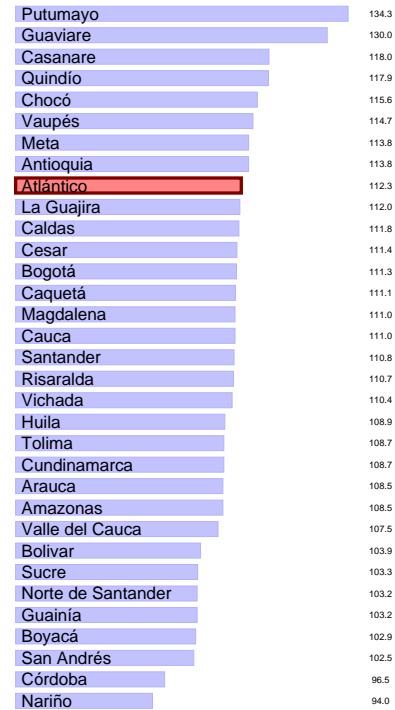 Putumayo 134.3
Guaviare 130.0
Casanare 118.0
Quindío 117.9
Chocó 115.6
Vaupés 114.7
Meta 113.8
Antioquia 113.8
Atlántico 112.3
La Guajira 112.0
Caldas 111.8
Cesar 111.4
Bogotá 111.3
Caquetá 111.1
Magdalena 111.0
Cauca 111.0
Santander 110.8
Risaralda 110.7
Vichada 110.4
Huila 108.9
Tolima 108.7
Cundinamarca 108.7
Arauca 108.5
Amazonas 108.5
Valle del Cauca 107.5
Bolivar 103.9
Sucre 103.3
Norte de Santander 103.2
Guainía 103.2
Boyacá 102.9
San Andrés 102.5
Córdoba 96.5
Nariño 94.0